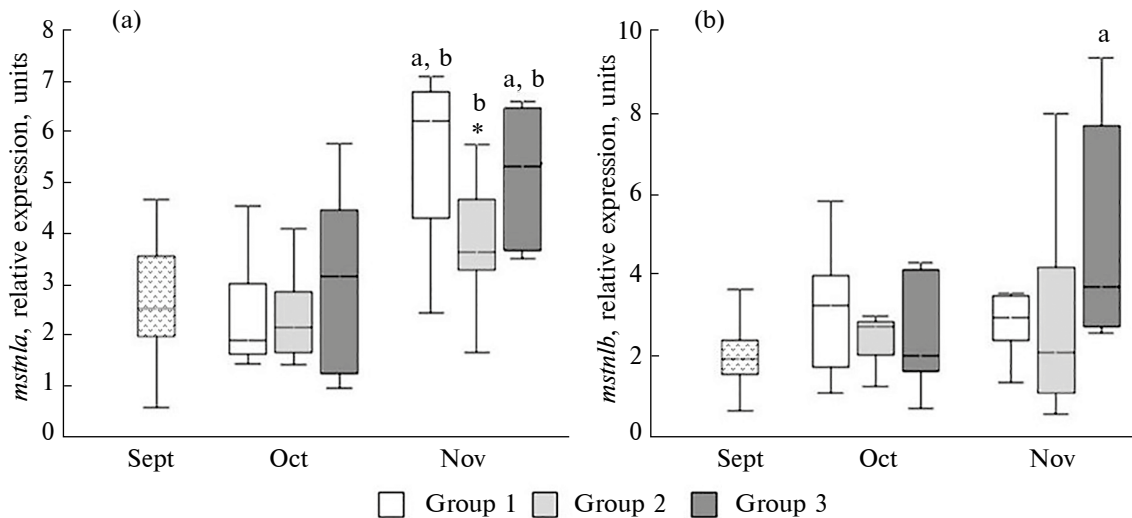 (a)
mstnla, relative expression, units
8
7
6
5
4
3
2
1
0
a, b
b
*
a, b
Sept Oct Nov
(b)
mstnlb, relative expression, units
10
8
6
4
2
0
a
Sept Oct Nov
Group 1 Group 2 Group 3